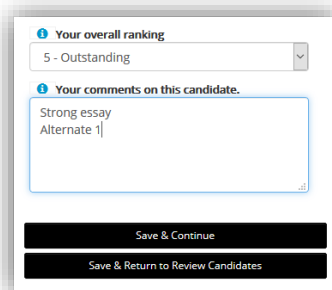 Your overall ranking
5 - Outstanding
Your comments on this candidate.
Strong essay
Alternate 1
Save & Continue
Save & Return to Review Candidates